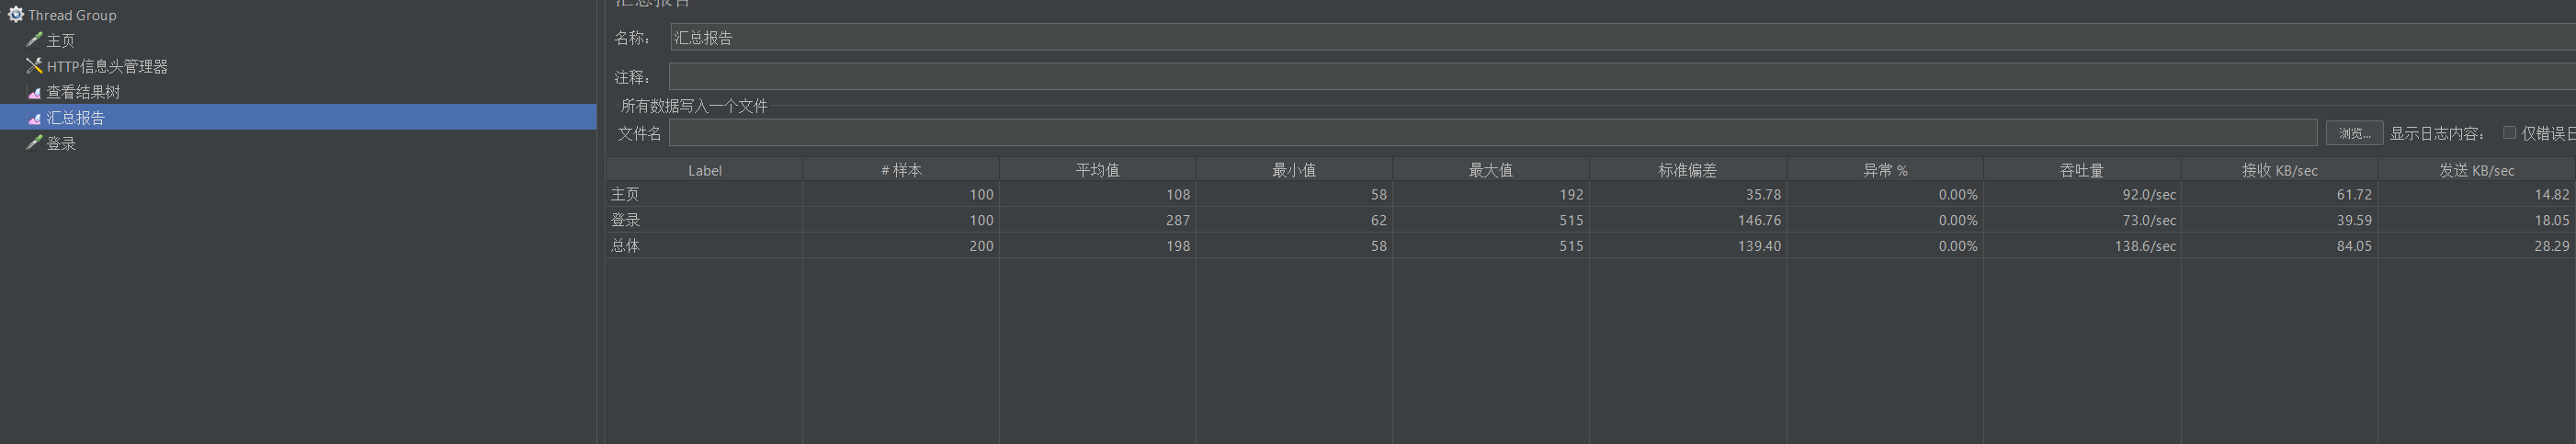 Thread Group
主页
HTTP信息头管理器
查看结果树
汇总报告
登录
汇总报告
名称： 汇总报告
注释：
所有数据写入一个文件
文件名 浏览... 显示日志内容： 仅错误日
Label # 样本 平均值 最小值 最大值 标准偏差 异常 % 吞吐量 接收 KB/sec 发送 KB/sec
主页 100 108 58 192 35.78 0.00% 92.0/sec 61.72 14.82
登录 100 287 62 515 146.76 0.00% 73.0/sec 39.59 18.05
总体 200 198 58 515 139.40 0.00% 138.6/sec 84.05 28.29